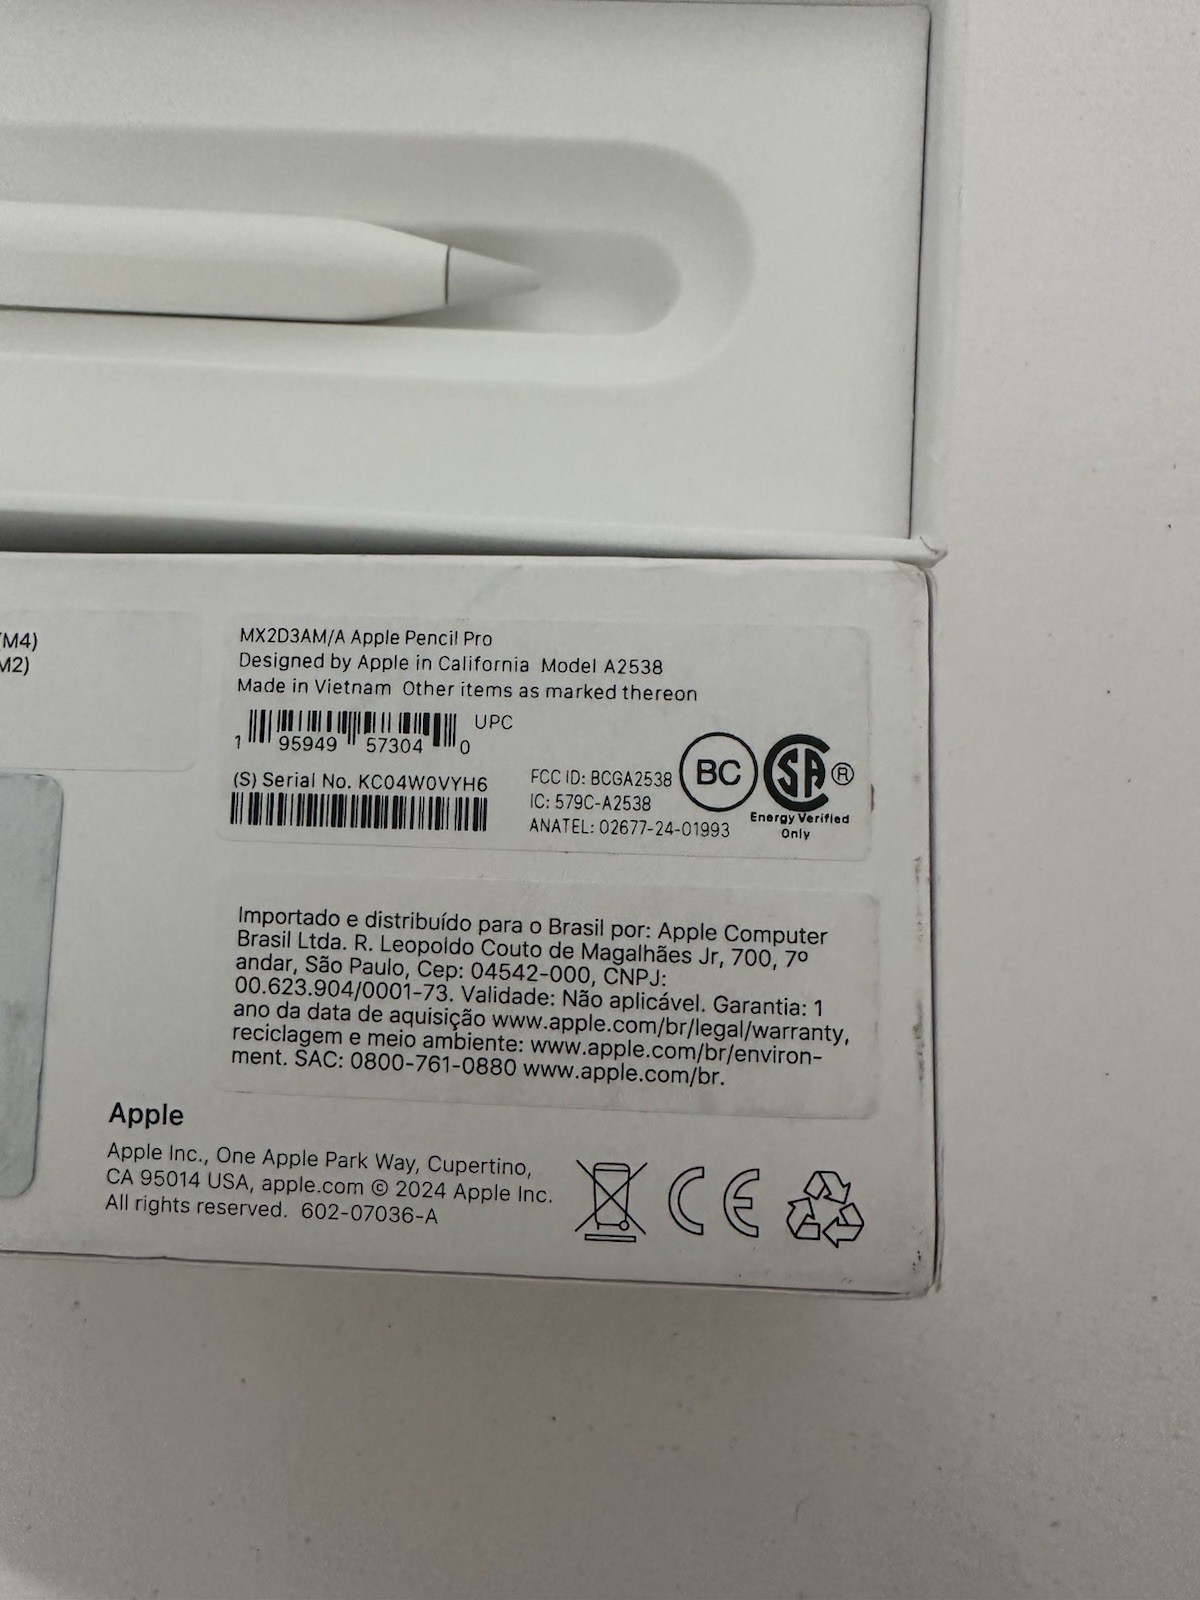 (M4)
M2)
MX2D3AM/A Apple Pencil Pro
Designed by Apple in California Model A2538
Made in Vietnam Other items as marked thereon
UPC
1 95949 57304 0
(S) Serial No. KC04W0VYH6
FCC ID: BCGA2538
IC: 579C-A2538
ANATEL: 02677-24-01993
BC
SA ®
Energy Verified
Only
Importado e distribuído para o Brasil por: Apple Computer
Brasil Ltda. R. Leopoldo Couto de Magalhães Jr, 700, 7º
andar, São Paulo, Cep: 04542-000, CNPJ:
00.623.904/0001-73. Validade: Não aplicável. Garantia: 1
ano da data de aquisição www.apple.com/br/legal/warranty,
reciclagem e meio ambiente: www.apple.com/br/environ-
ment. SAC: 0800-761-0880 www.apple.com/br.
Apple
Apple Inc., One Apple Park Way, Cupertino,
CA 95014 USA, apple.com © 2024 Apple Inc.
All rights reserved. 602-07036-A
CE